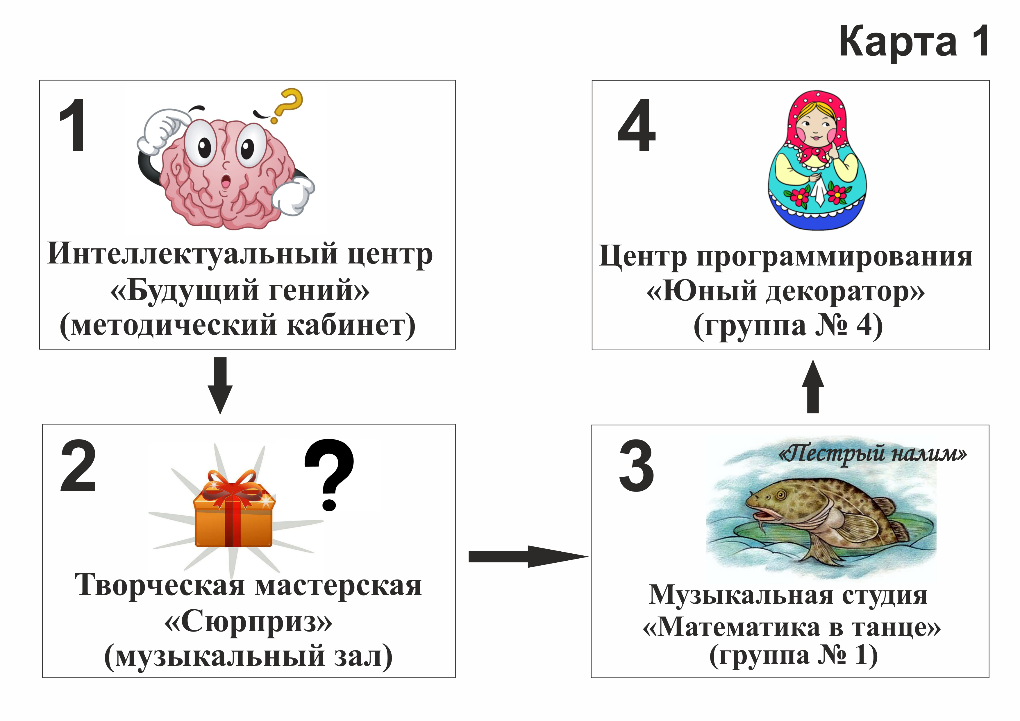 Карта 1
1
?
Интеллектуальный центр
«Будущий гений»
(методический кабинет)
2
?
Творческая мастерская
«Сюрприз»
(музыкальный зал)
3
«Пестрый налим»
Музыкальная студия
«Математика в танце»
(группа № 1)
4
Центр программирования
«Юный декоратор»
(группа № 4)